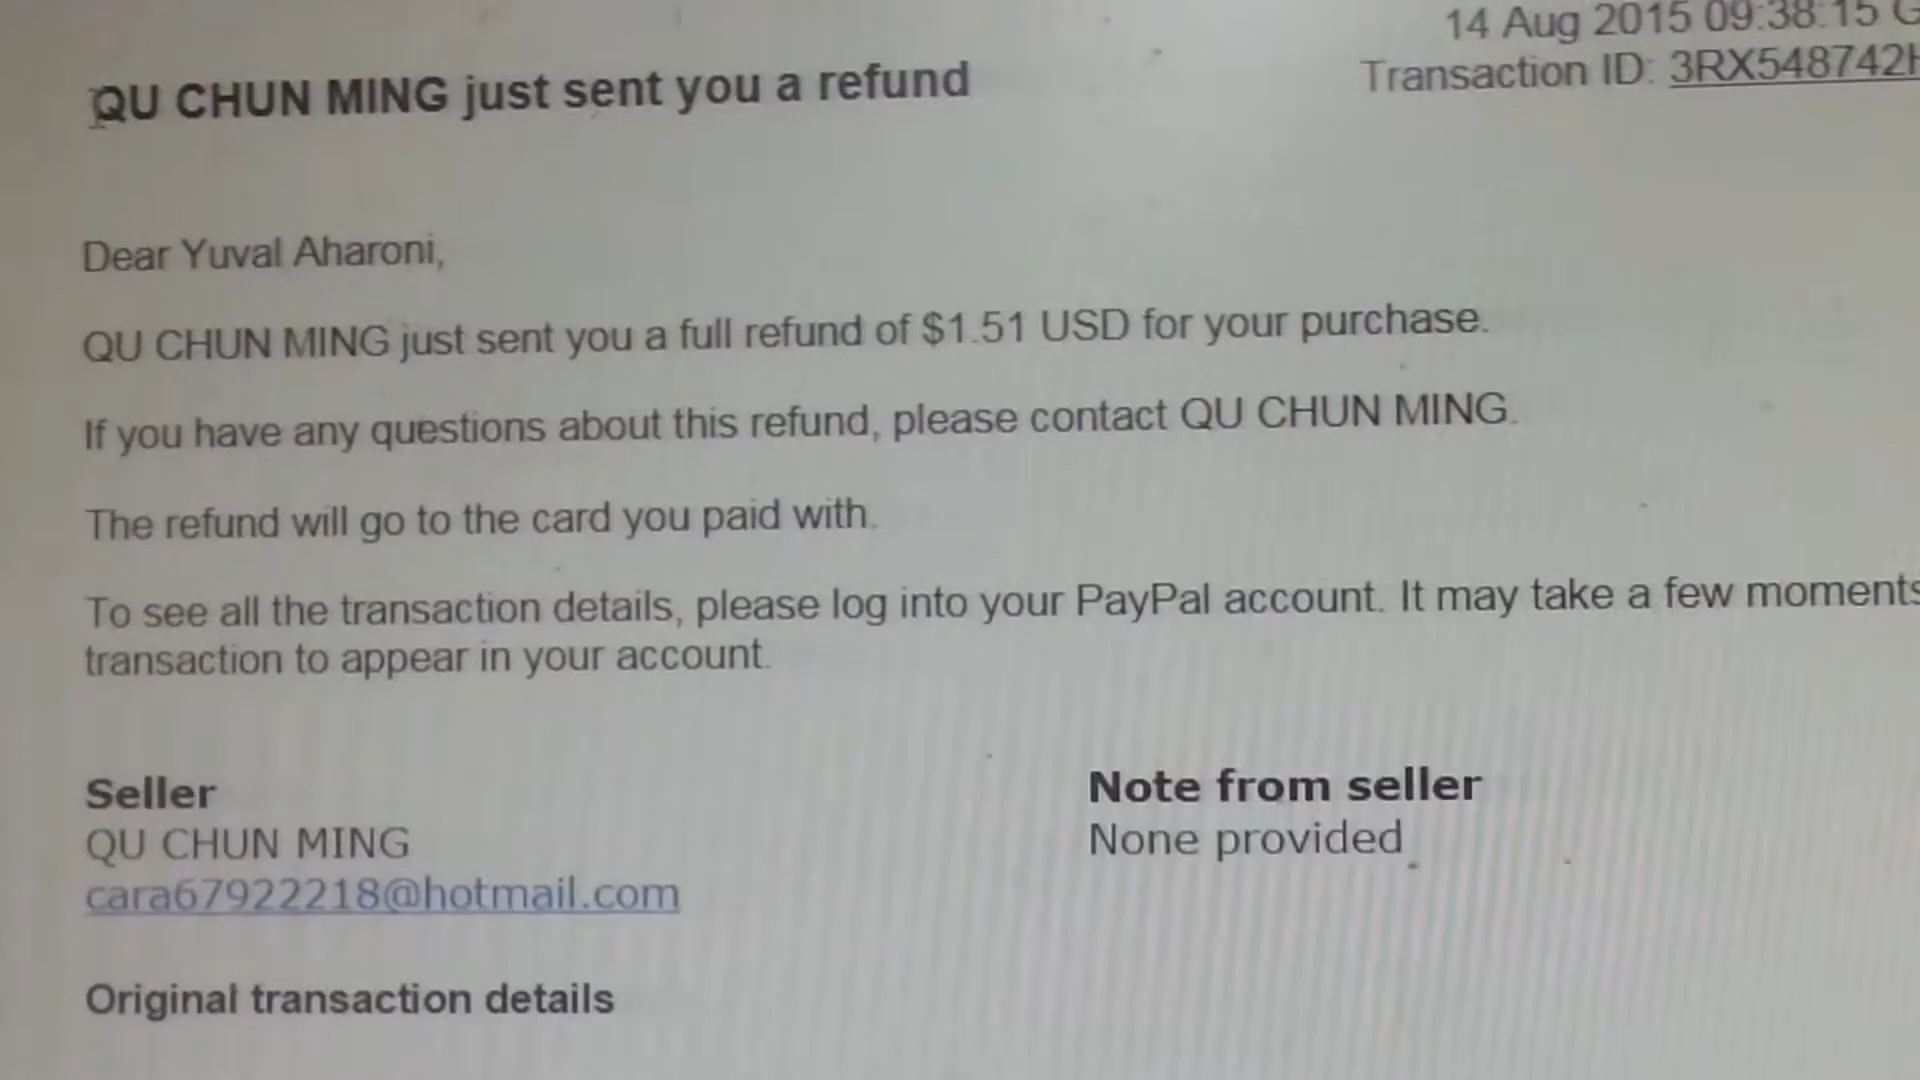 14 Aug 2015 09:38:15
Transaction ID: 3RX548742H
QU CHUN MING just sent you a refund
Dear Yuval Aharoni,
QU CHUN MING just sent you a full refund of $1.51 USD for your purchase.
If you have any questions about this refund, please contact QU CHUN MING.
The refund will go to the card you paid with.
To see all the transaction details, please log into your PayPal account. It may take a few moments
transaction to appear in your account.
Seller
QU CHUN MING
cara67922218@hotmail.com
Note from seller
None provided
Original transaction details